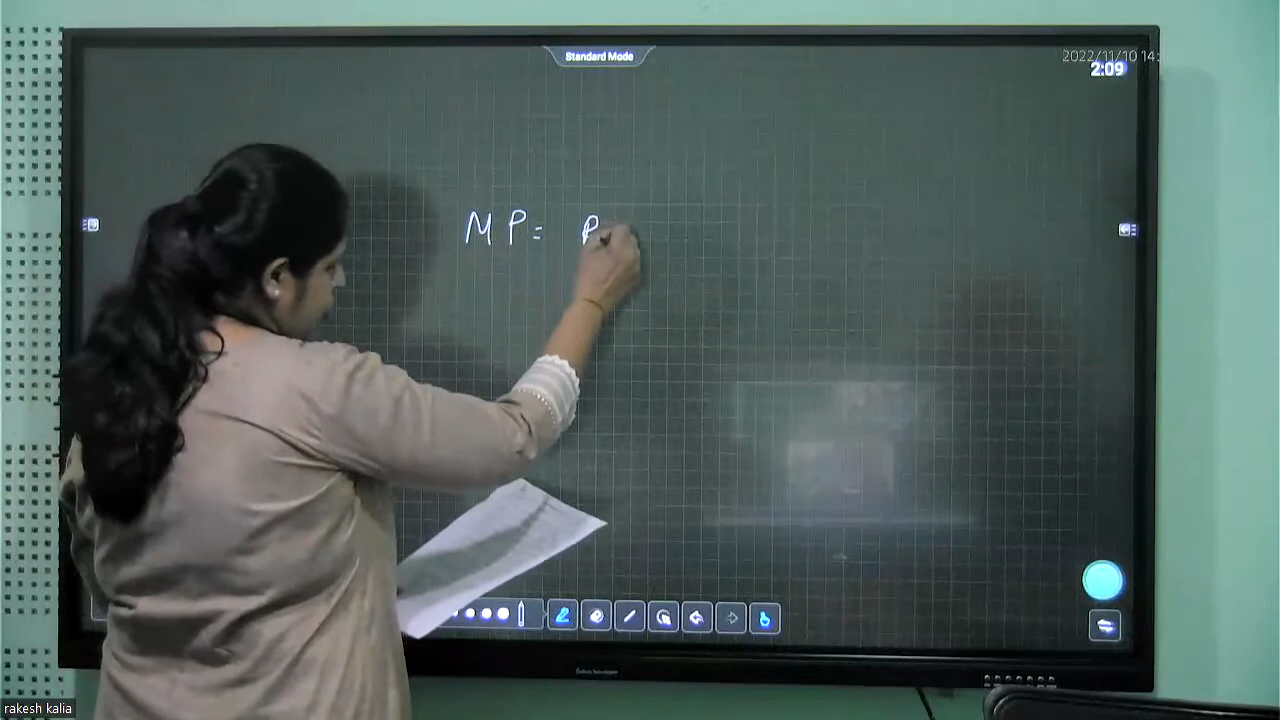 Standard Mode
2022/11/10 14:
2:09
MP= P
rakesh kalia